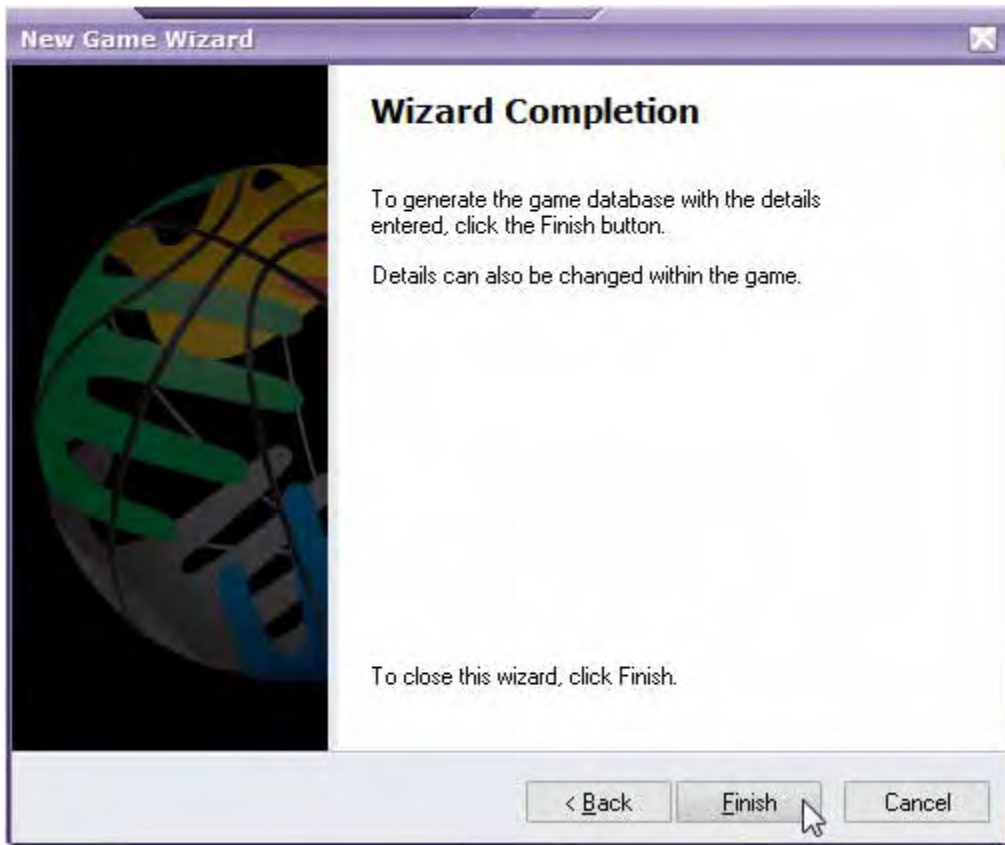 New Game Wizard
Wizard Completion
To generate the game database with the details
entered, click the Finish button.
Details can also be changed within the game.
To close this wizard, click Finish.
< Back
Finish
Cancel